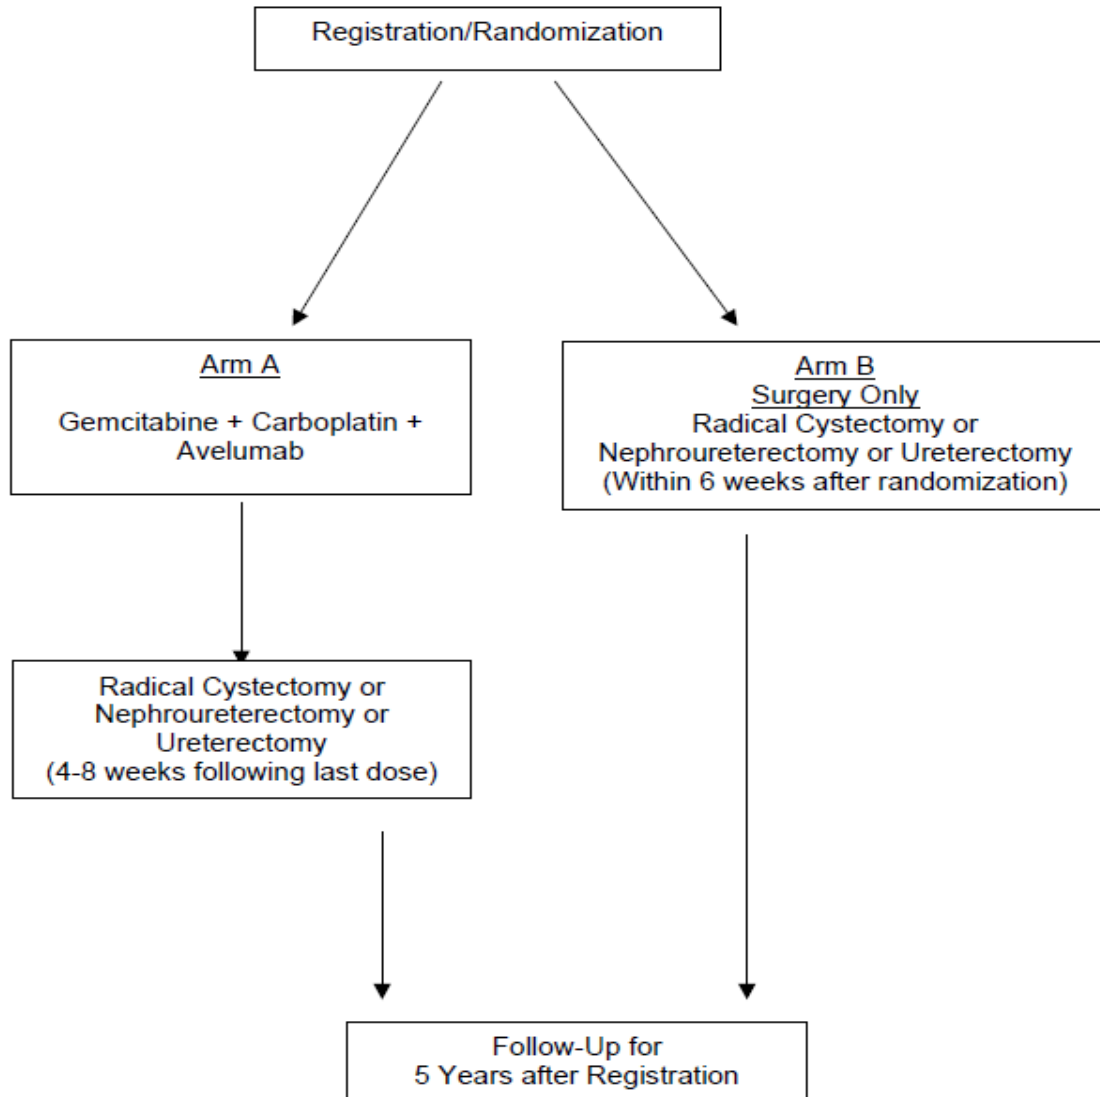 Registration/Randomization
Arm A
Gemcitabine + Carboplatin +
Avelumab
Arm B
Surgery Only
Radical Cystectomy or
Nephroureterectomy or Ureterectomy
(Within 6 weeks after randomization)
Radical Cystectomy or
Nephroureterectomy or
Ureterectomy
(4-8 weeks following last dose)
Follow-Up for
5 Years after Registration